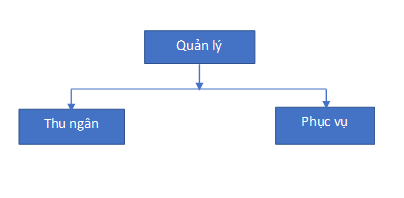 Quản lý
Thu ngân
Phục vụ